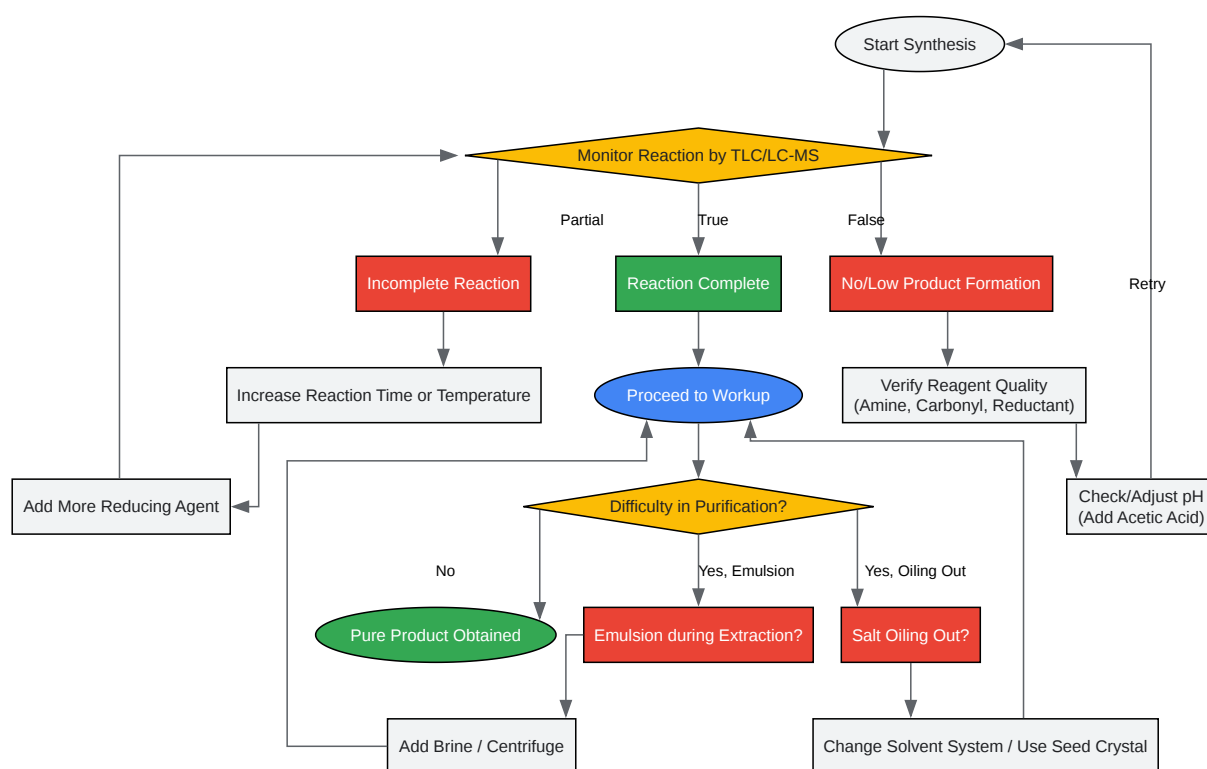 Start Synthesis
Monitor Reaction by TLC/LC-MS
Partial
True
False
Incomplete Reaction
Reaction Complete
No/Low Product Formation
Retry
Increase Reaction Time or Temperature
Proceed to Workup
Verify Reagent Quality
(Amine, Carbonyl, Reductant)
Add More Reducing Agent
Difficulty in Purification?
Check/Adjust pH
(Add Acetic Acid)
No
Yes, Emulsion
Yes, Oiling Out
Pure Product Obtained
Emulsion during Extraction?
Salt Oiling Out?
Add Brine / Centrifuge
Change Solvent System / Use Seed Crystal